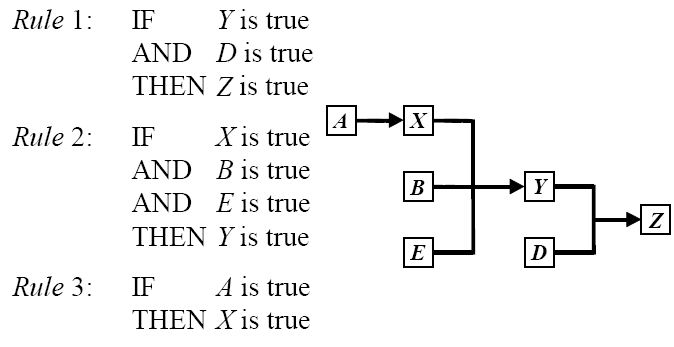 Rule 1: IF Y is true
AND D is true
THEN Z is true
Rule 2: IF X is true
AND B is true
AND E is true
THEN Y is true
Rule 3: IF A is true
THEN X is true
A
X
B
Y
Z
E
D